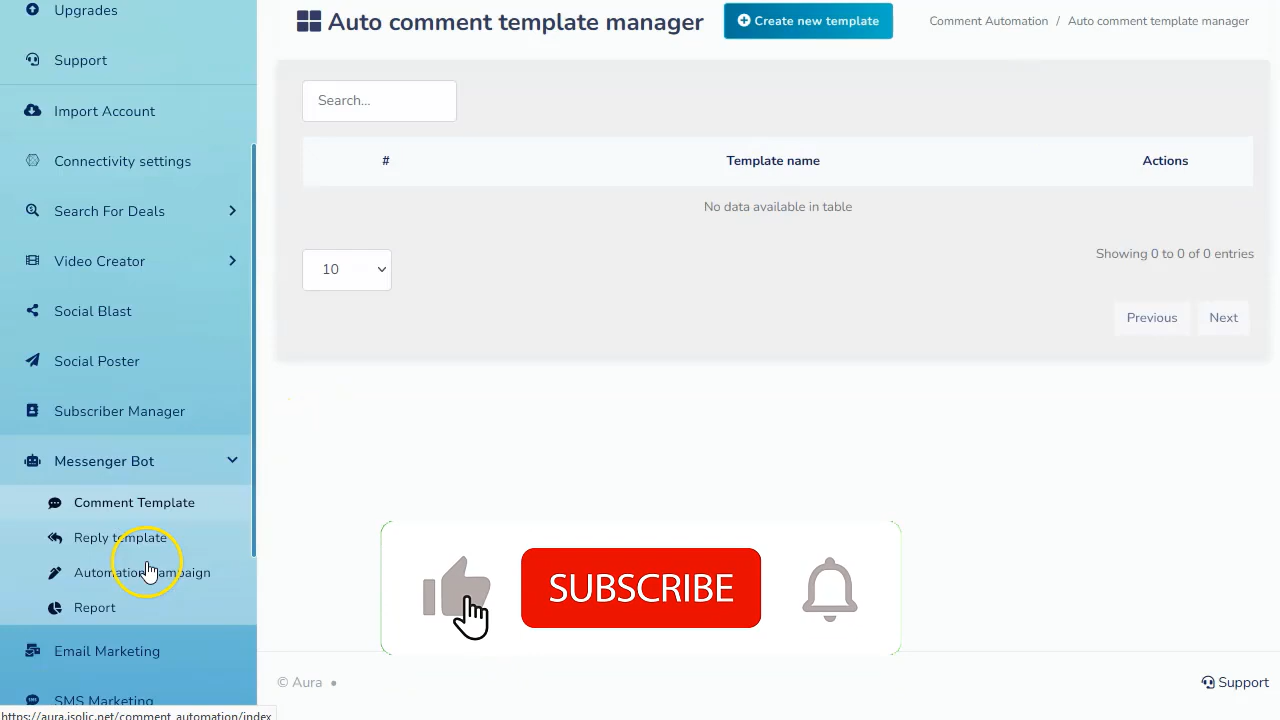 Upgrades
Support
Import Account
Connectivity settings
Search For Deals
Video Creator
Social Blast
Social Poster
Subscriber Manager
Messenger Bot
Comment Template
Reply template
Automation Campaign
Report
Email Marketing
SMS Marketing
https://aura.isolic.net/comment_automation/index
Auto comment template manager
Create new template
Comment Automation / Auto comment template manager
Search...
# Template name Actions
No data available in table
10
Showing 0 to 0 of 0 entries
Previous Next
SUBSCRIBE
© Aura •
Support